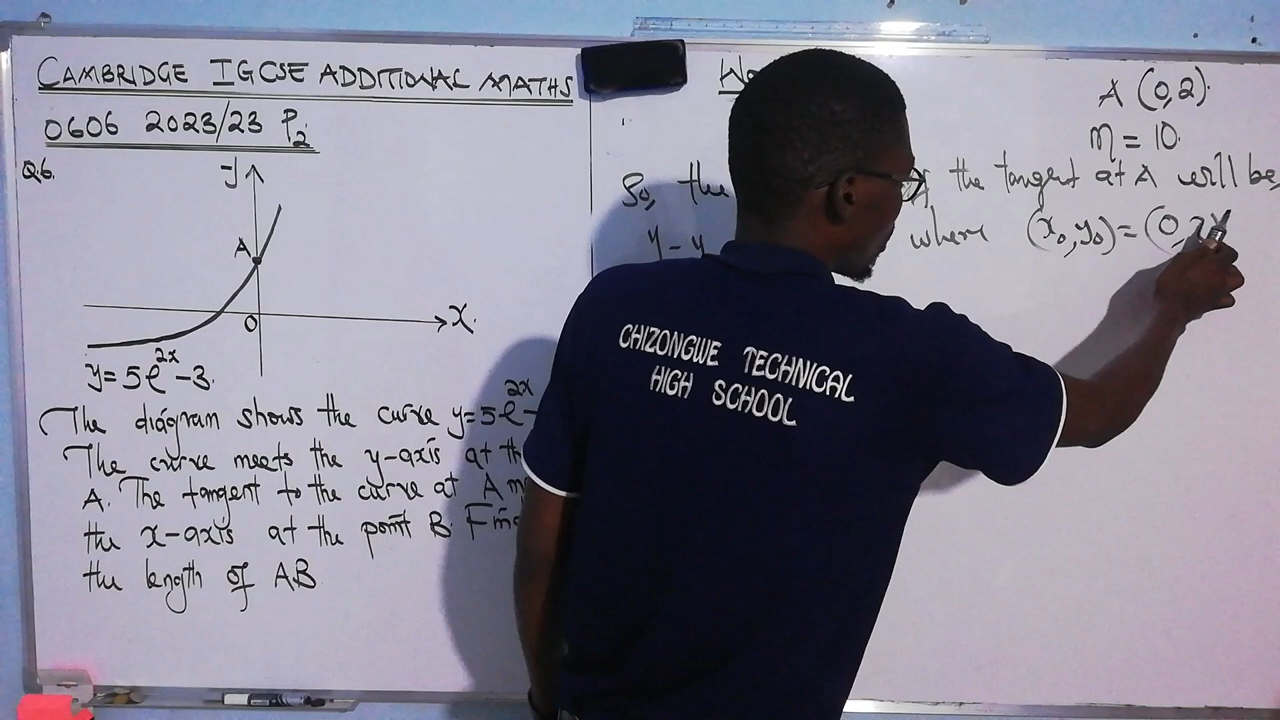 CAMBRIDGE IGCSE ADDITIONAL MATHS
0606 2023/23 P2
Q6.
y
A
O
x.
y=5e^2x-3.
The diagram shows the curve y=5e^2x-
The curve meets the y-axis at
A. The tangent to the curve at A
the x-axis at the point B.
the length of AB
A (0,2).
M = 10.
So, the the tangent at A will be,
y-y where (x0,y0)=(0,2)
CHIZONGWE TECHNICAL
HIGH SCHOOL